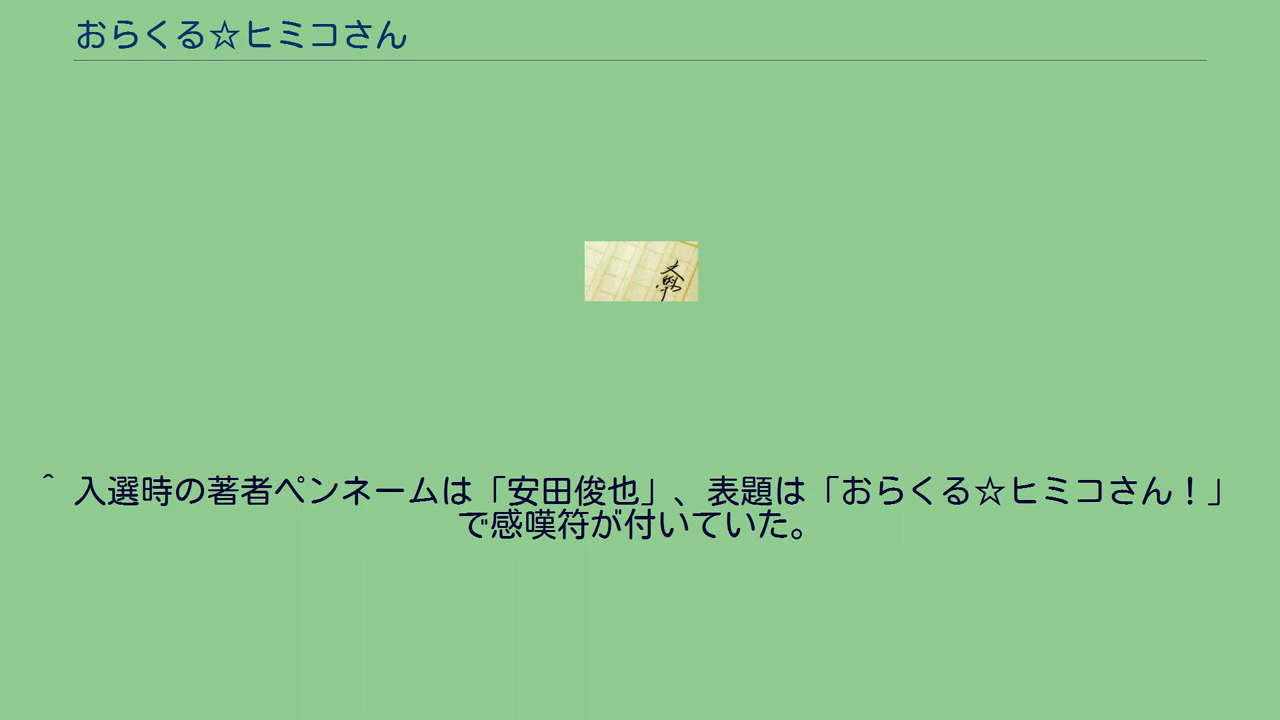 おらくる☆ヒミコさん
^ 入選時の著者ペンネームは「安田俊也」、表題は「おらくる☆ヒミコさん！」
で感嘆符が付いていた。